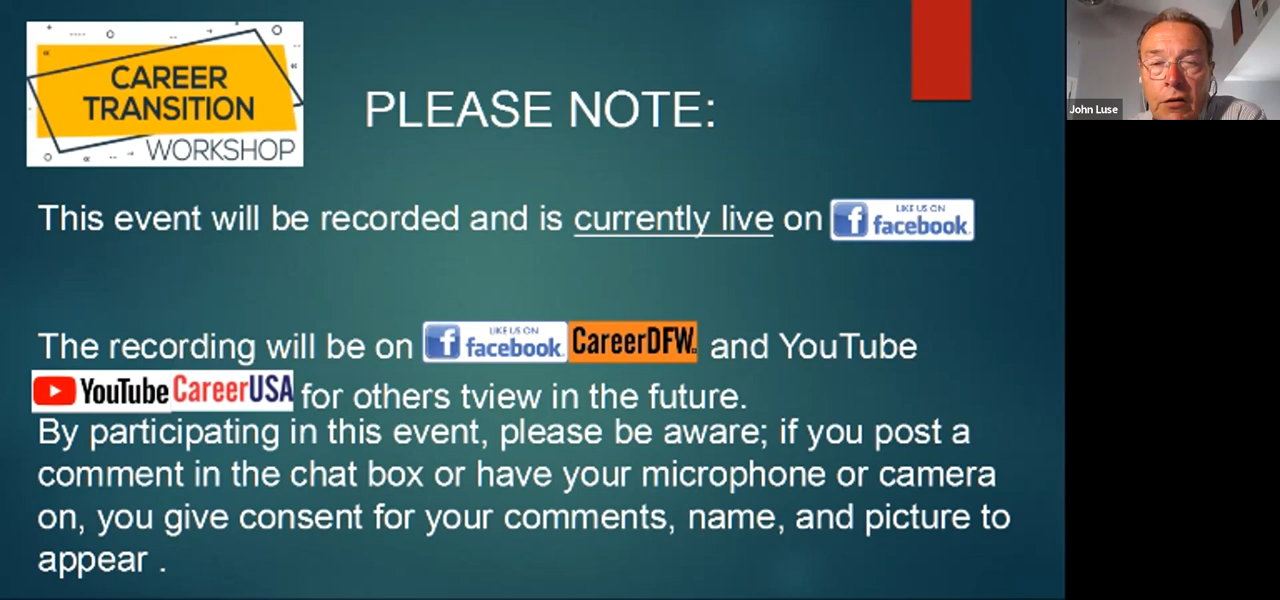 CAREER
TRANSITION
WORKSHOP
PLEASE NOTE:
John Luse
This event will be recorded and is currently live on LIKE US ON facebook.
The recording will be on LIKE US ON facebook. CareerDFW. and YouTube
YouTube CareerUSA for others tview in the future.
By participating in this event, please be aware; if you post a
comment in the chat box or have your microphone or camera
on, you give consent for your comments, name, and picture to
appear .